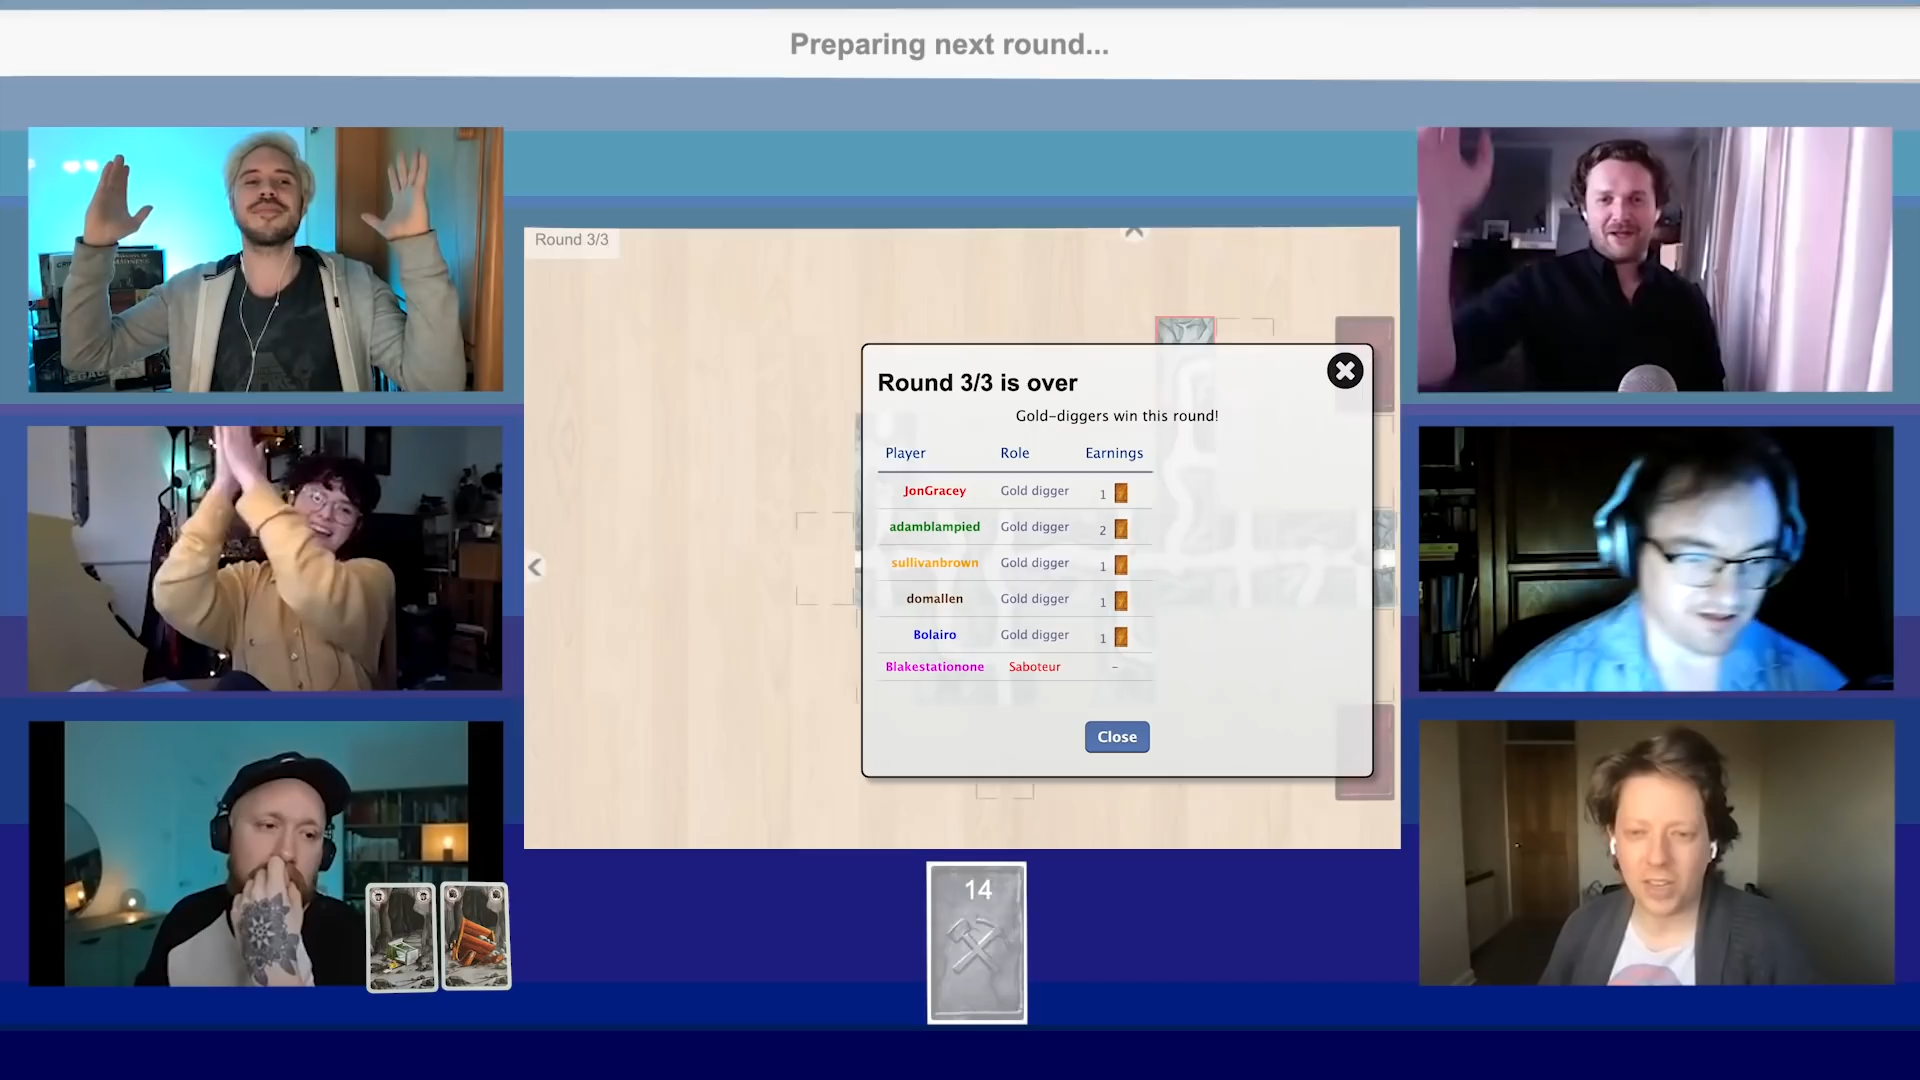 Preparing next round...
Round 3/3
Round 3/3 is over
Gold-diggers win this round!
Player Role Earnings
JonGracey Gold digger 1
adamblampied Gold digger 2
sullivanbrown Gold digger 1
domallen Gold digger 1
Bolairo Gold digger 1
Blakestationone Saboteur –
Close
14